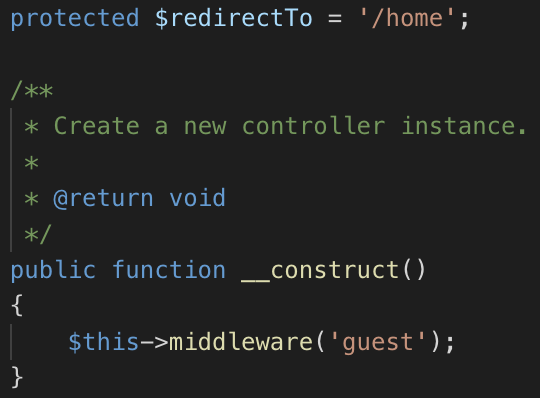 protected $redirectTo = '/home';
/**
* Create a new controller instance.
*
* @return void
*/
public function __construct()
{
$this->middleware('guest');
}